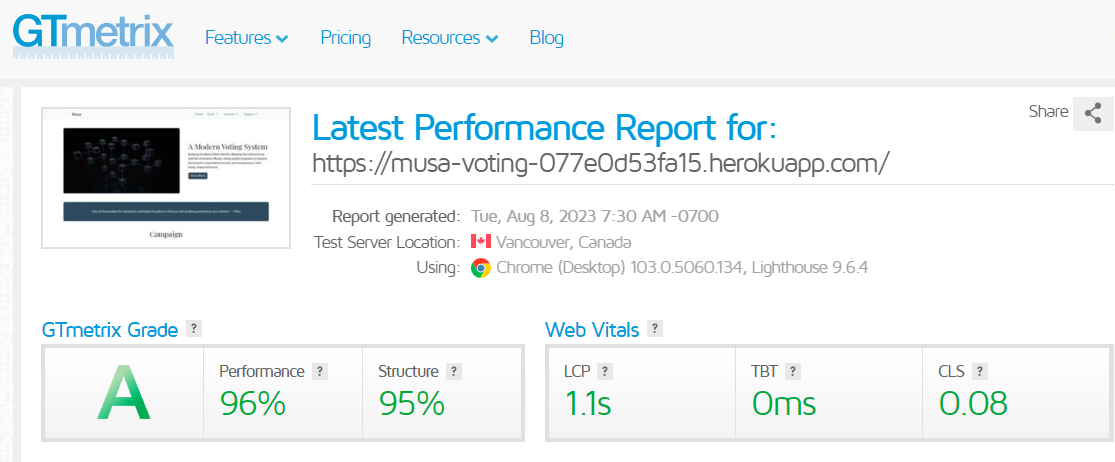 GTmetrix
Features
Pricing
Resources
Blog
Share
Musa
A Modern Voting System
Campaign
Latest Performance Report for:
https://musa-voting-077e0d53fa15.herokuapp.com/
Report generated: Tue, Aug 8, 2023 7:30 AM -0700
Test Server Location: Vancouver, Canada
Using: Chrome (Desktop) 103.0.5060.134, Lighthouse 9.6.4
GTmetrix Grade ?
A
Performance ?
96%
Structure ?
95%
Web Vitals ?
LCP ?
1.1s
TBT ?
0ms
CLS ?
0.08